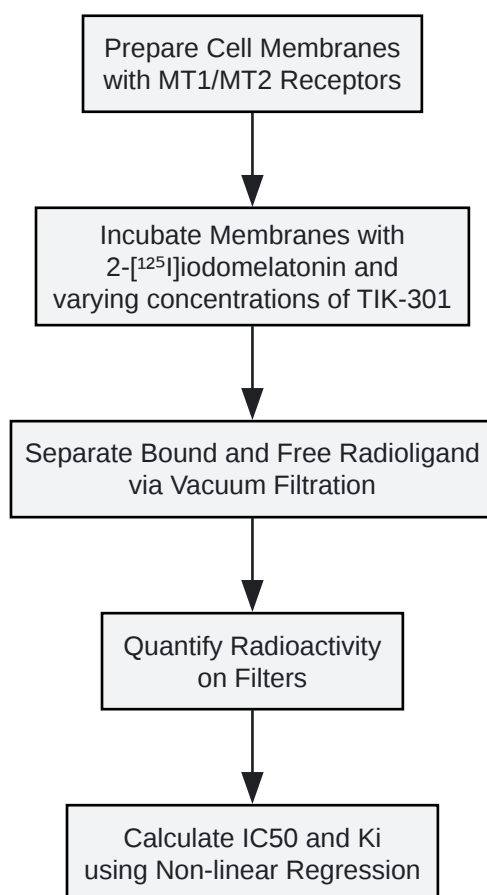 Prepare Cell Membranes
with MT1/MT2 Receptors
Incubate Membranes with
2-[¹²⁵I]iodomelatonin and
varying concentrations of TIK-301
Separate Bound and Free Radioligand
via Vacuum Filtration
Quantify Radioactivity
on Filters
Calculate IC50 and Ki
using Non-linear Regression